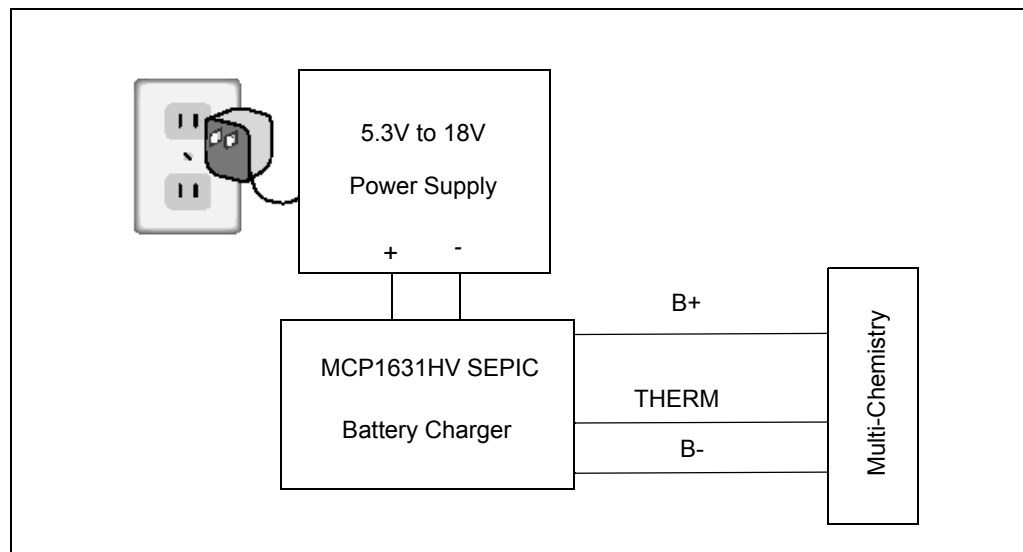 5.3V to 18V
Power Supply
+ -
MCP1631HV SEPIC
Battery Charger
B+
THERM
B-
Multi-Chemistry